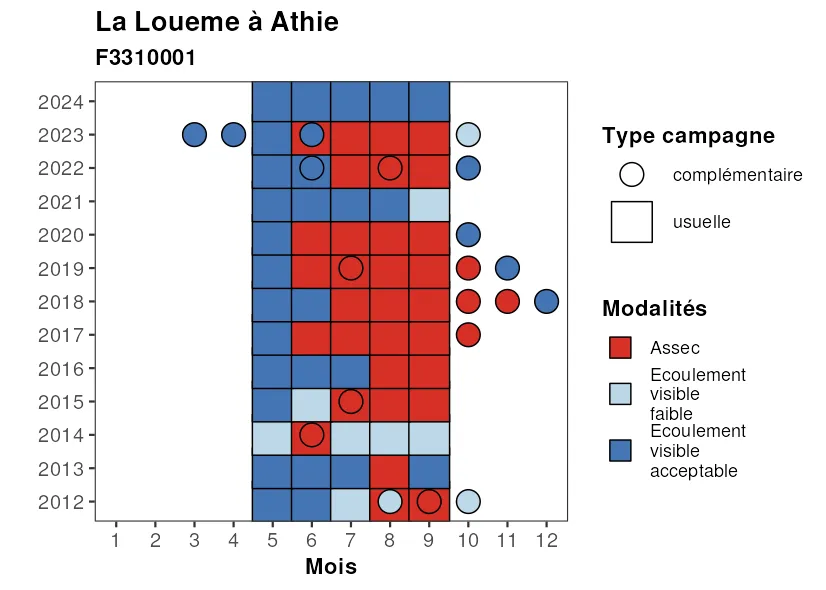 La Loueme à Athie
F3310001
2024
2023
2022
2021
2020
2019
2018
2017
2016
2015
2014
2013
2012
1 2 3 4 5 6 7 8 9 10 11 12
Mois
Type campagne
complémentaire
usuelle
Modalités
Assec
Ecoulement
visible
faible
Ecoulement
visible
acceptable